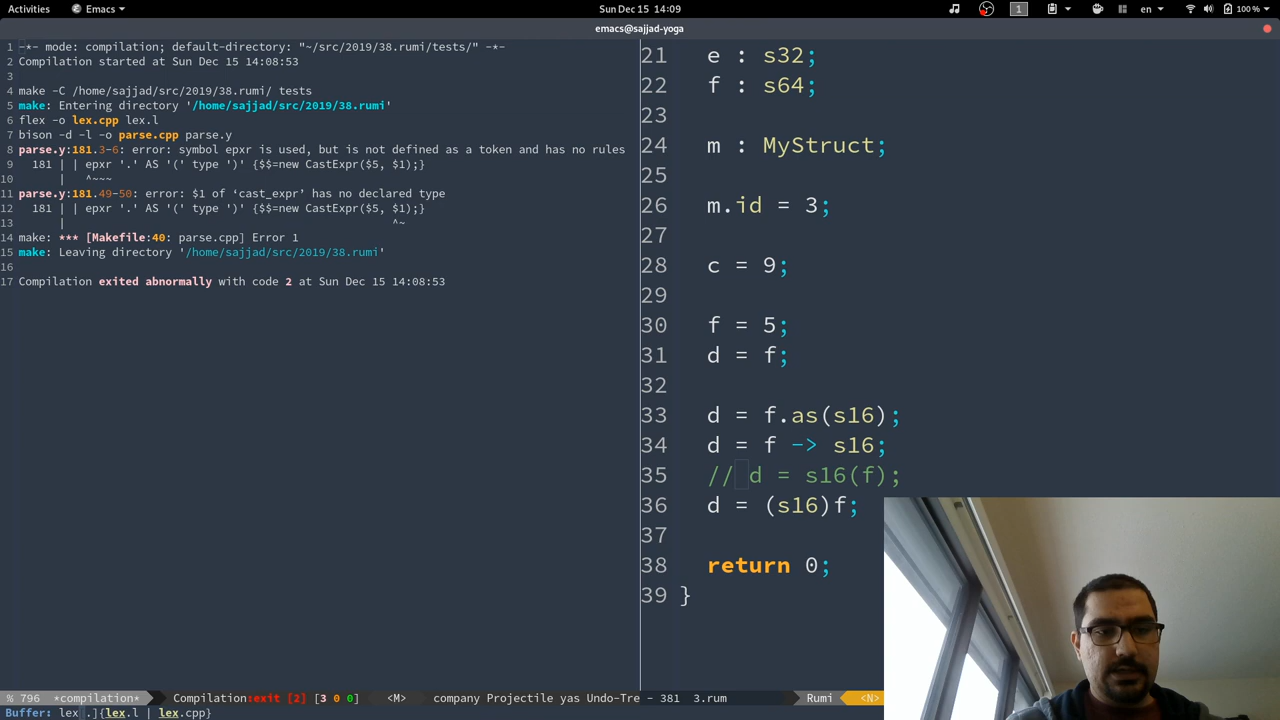 Activities Emacs Sun Dec 15 14:09 1 en 100 %
emacs@sajjad-yoga
1 -*- mode: compilation; default-directory: "~/src/2019/38.rumi/tests/" -*-
2 Compilation started at Sun Dec 15 14:08:53
3
4 make -C /home/sajjad/src/2019/38.rumi/ tests
5 make: Entering directory '/home/sajjad/src/2019/38.rumi'
6 flex -o lex.cpp lex.l
7 bison -d -l -o parse.cpp parse.y
8 parse.y:181.3-6: error: symbol epxr is used, but is not defined as a token and has no rules
9 181 | | epxr '.' AS '(' type ')' {$$=new CastExpr($5, $1);}
10 | ^~~~
11 parse.y:181.49-50: error: $1 of ‘cast_expr’ has no declared type
12 181 | | epxr '.' AS '(' type ')' {$$=new CastExpr($5, $1);}
13 | ^~
14 make: *** [Makefile:40: parse.cpp] Error 1
15 make: Leaving directory '/home/sajjad/src/2019/38.rumi'
16
17 Compilation exited abnormally with code 2 at Sun Dec 15 14:08:53
21 e : s32;
22 f : s64;
23
24 m : MyStruct;
25
26 m.id = 3;
27
28 c = 9;
29
30 f = 5;
31 d = f;
32
33 d = f.as(s16);
34 d = f -> s16;
35 // d = s16(f);
36 d = (s16)f;
37
38 return 0;
39 }
% 796 *compilation* Compilation:exit [2] [3 0 0] <M> company Projectile yas Undo-Tre – 381 3.rum Rumi <N>
Buffer: lex[.]{lex.l | lex.cpp}